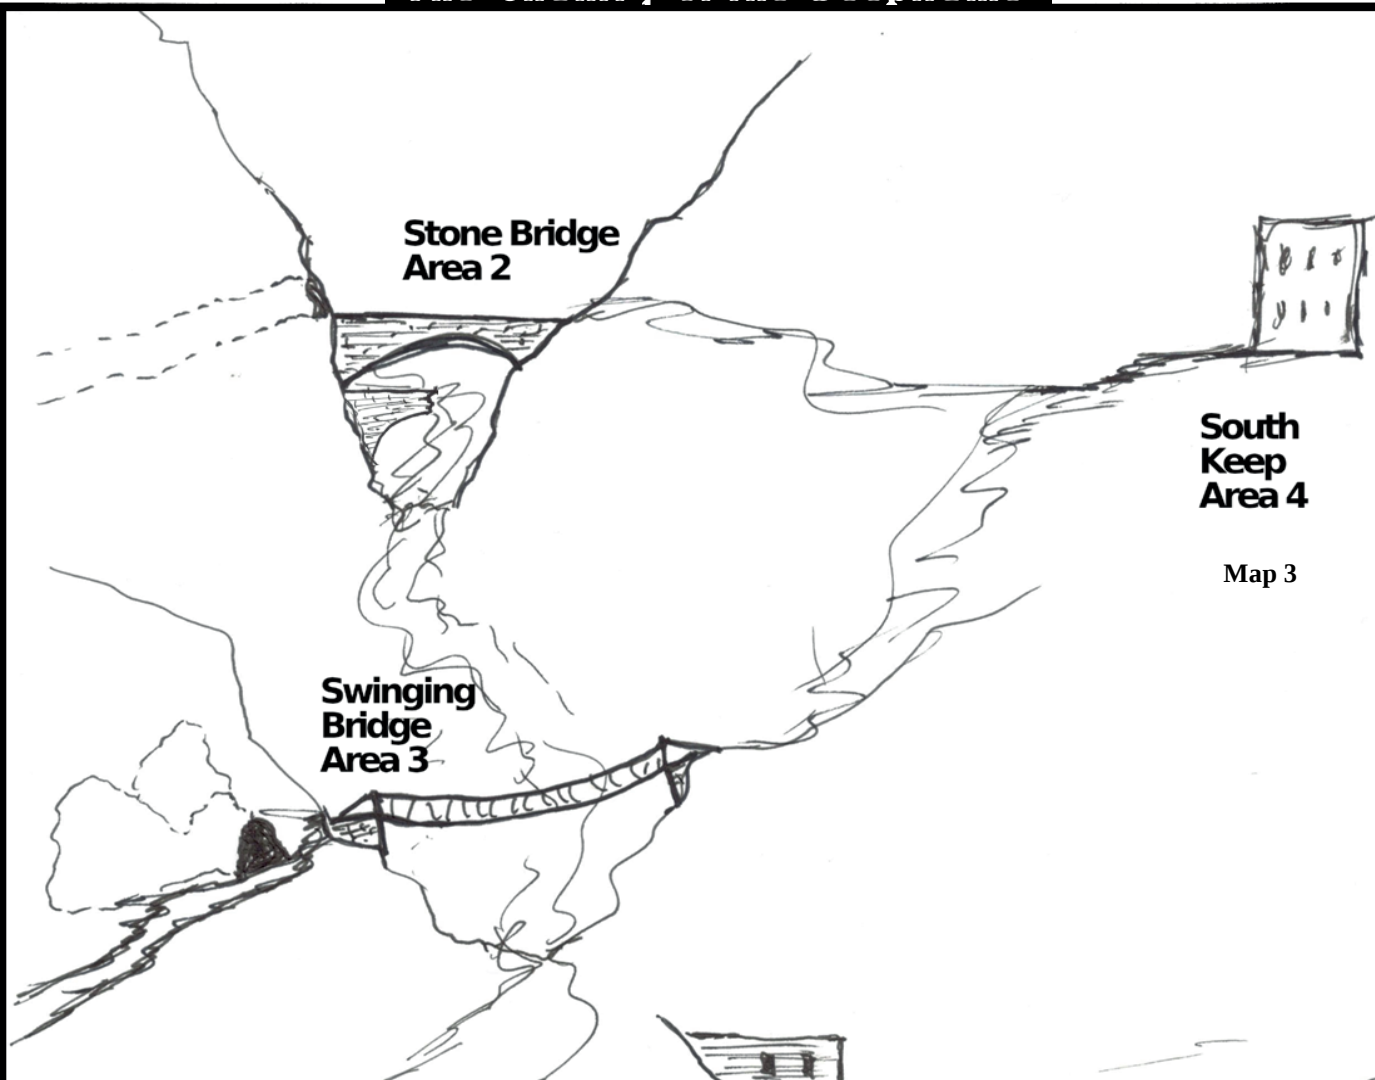 Stone Bridge
Area 2
South
Keep
Area 4
Map 3
Swinging
Bridge
Area 3